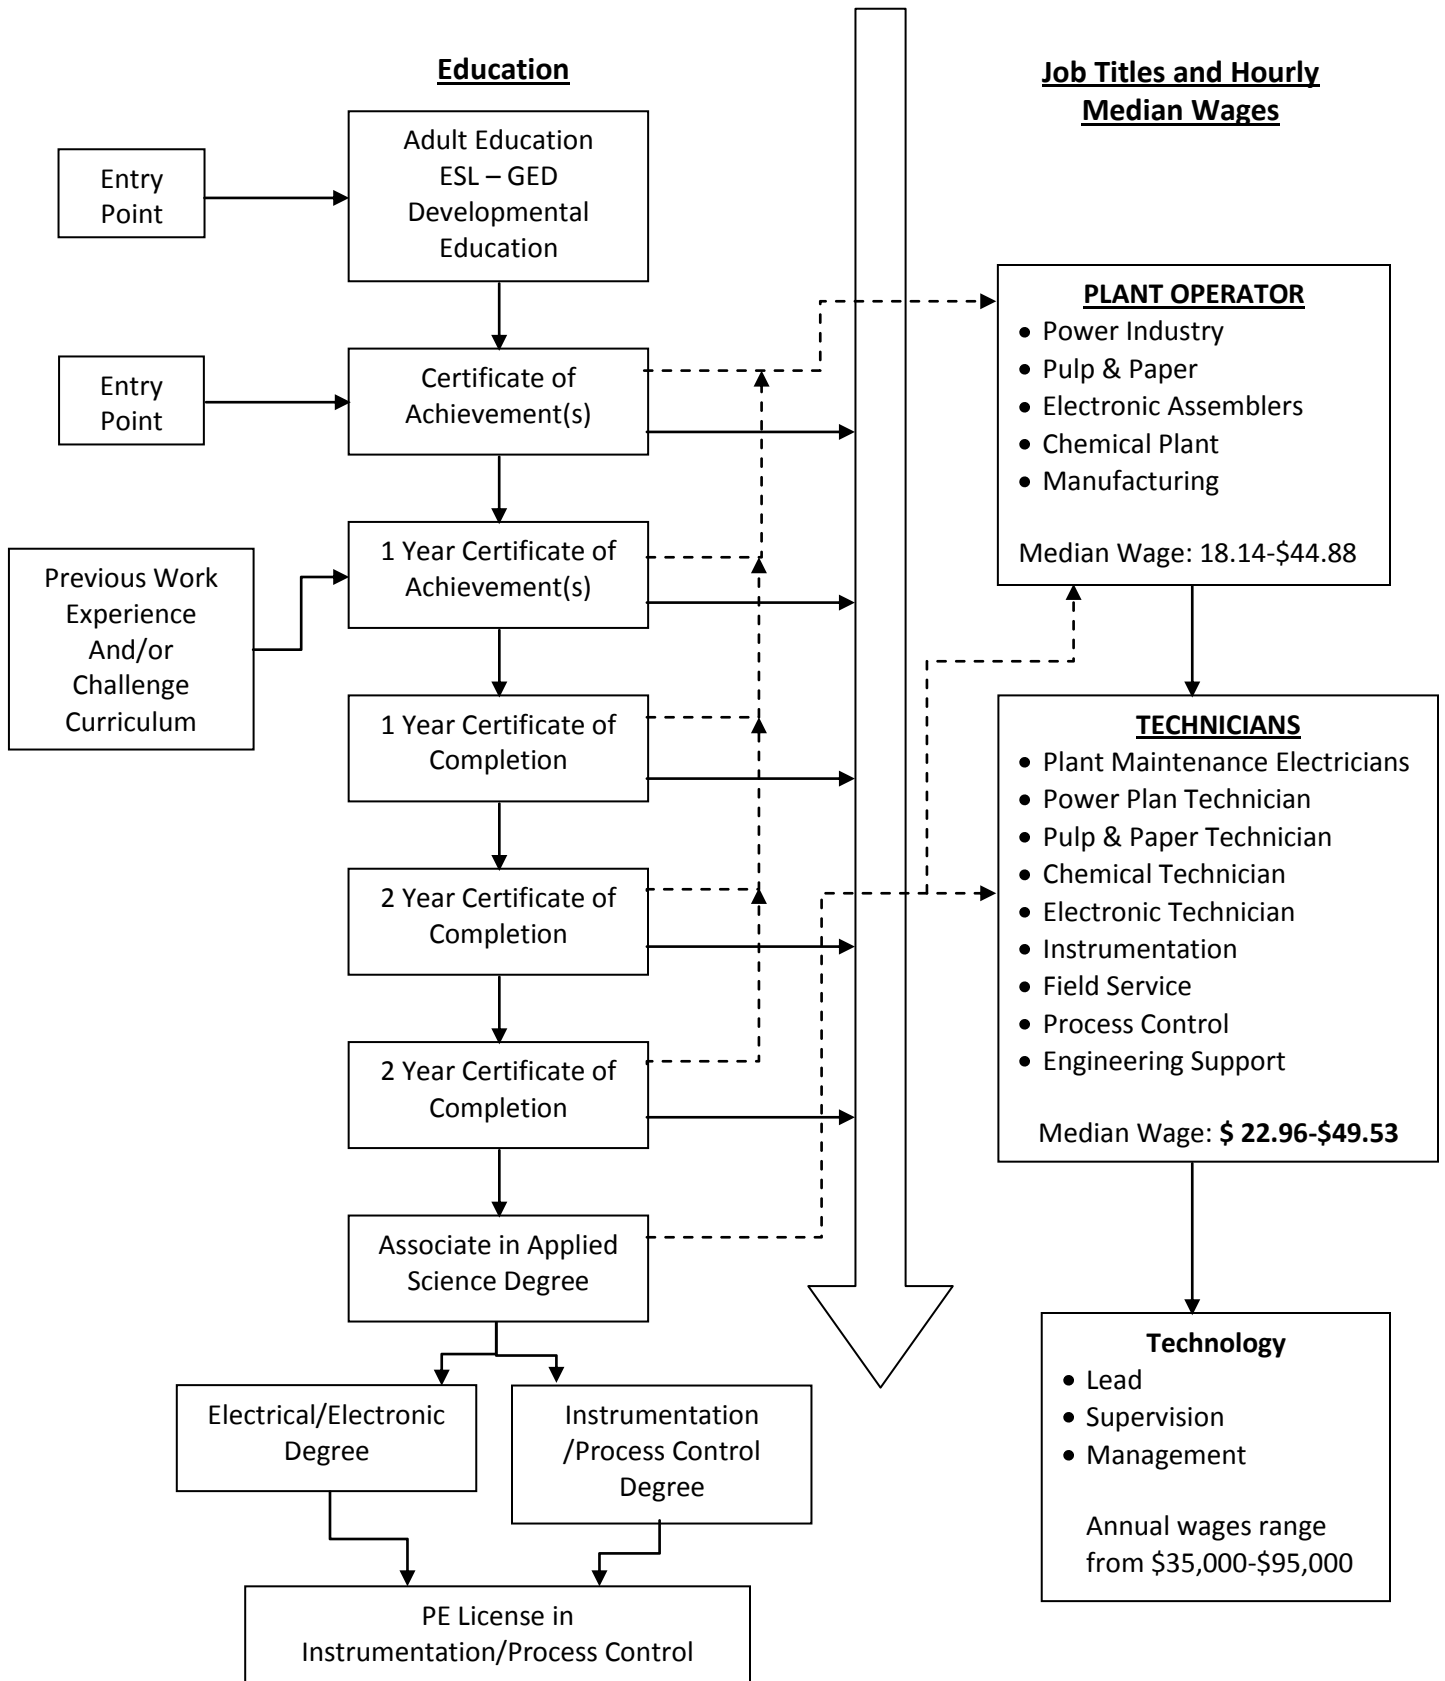 Education
Adult Education
ESL – GED
Developmental
Education
Entry
Point
Certificate of
Achievement(s)
Entry
Point
1 Year Certificate of
Achievement(s)
Previous Work
Experience
And/or
Challenge
Curriculum
1 Year Certificate of
Completion
2 Year Certificate of
Completion
2 Year Certificate of
Completion
Associate in Applied
Science Degree
Electrical/Electronic
Degree
Instrumentation
/Process Control
Degree
PE License in
Instrumentation/Process Control
Job Titles and Hourly
Median Wages
PLANT OPERATOR
• Power Industry
• Pulp & Paper
• Electronic Assemblers
• Chemical Plant
• Manufacturing
Median Wage: 18.14-$44.88
TECHNICIANS
• Plant Maintenance Electricians
• Power Plan Technician
• Pulp & Paper Technician
• Chemical Technician
• Electronic Technician
• Instrumentation
• Field Service
• Process Control
• Engineering Support
Median Wage: $ 22.96-$49.53
Technology
• Lead
• Supervision
• Management
Annual wages range
from $35,000-$95,000